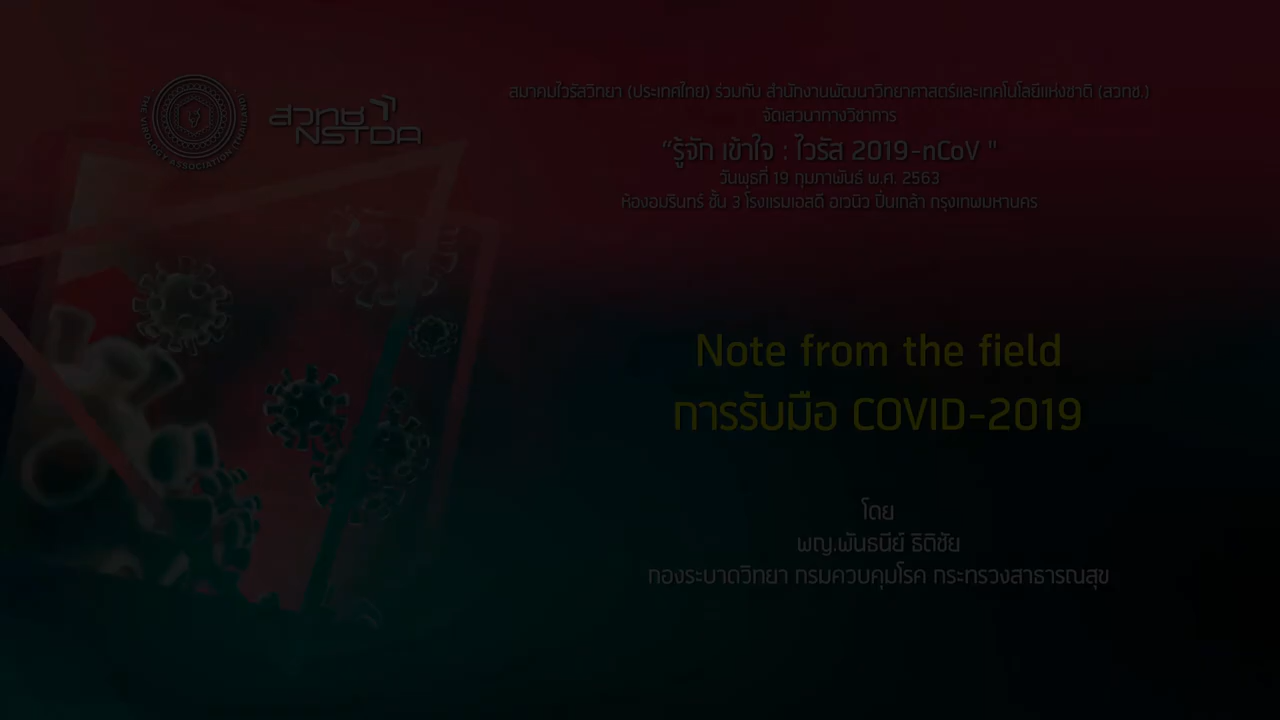 THE VIROLOGY ASSOCIATION (THAILAND)
สวทช
NSTDA
สมาคมไวรัสวิทยา (ประเทศไทย) ร่วมกับ สำนักงานพัฒนาวิทยาศาสตร์และเทคโนโลยีแห่งชาติ (สวทช.)
จัดเสวนาทางวิชาการ
“รู้จัก เข้าใจ : ไวรัส 2019-nCoV "
วันพุธที่ 19 กุมภาพันธ์ พ.ศ. 2563
ห้องอมรินทร์ ชั้น 3 โรงแรมเอสดี อเวนิว ปิ่นเกล้า กรุงเทพมหานคร
Note from the field
การรับมือ COVID-2019
โดย
พญ.พันธนีย์ ธิติชัย
กองระบาดวิทยา กรมควบคุมโรค กระทรวงสาธารณสุข